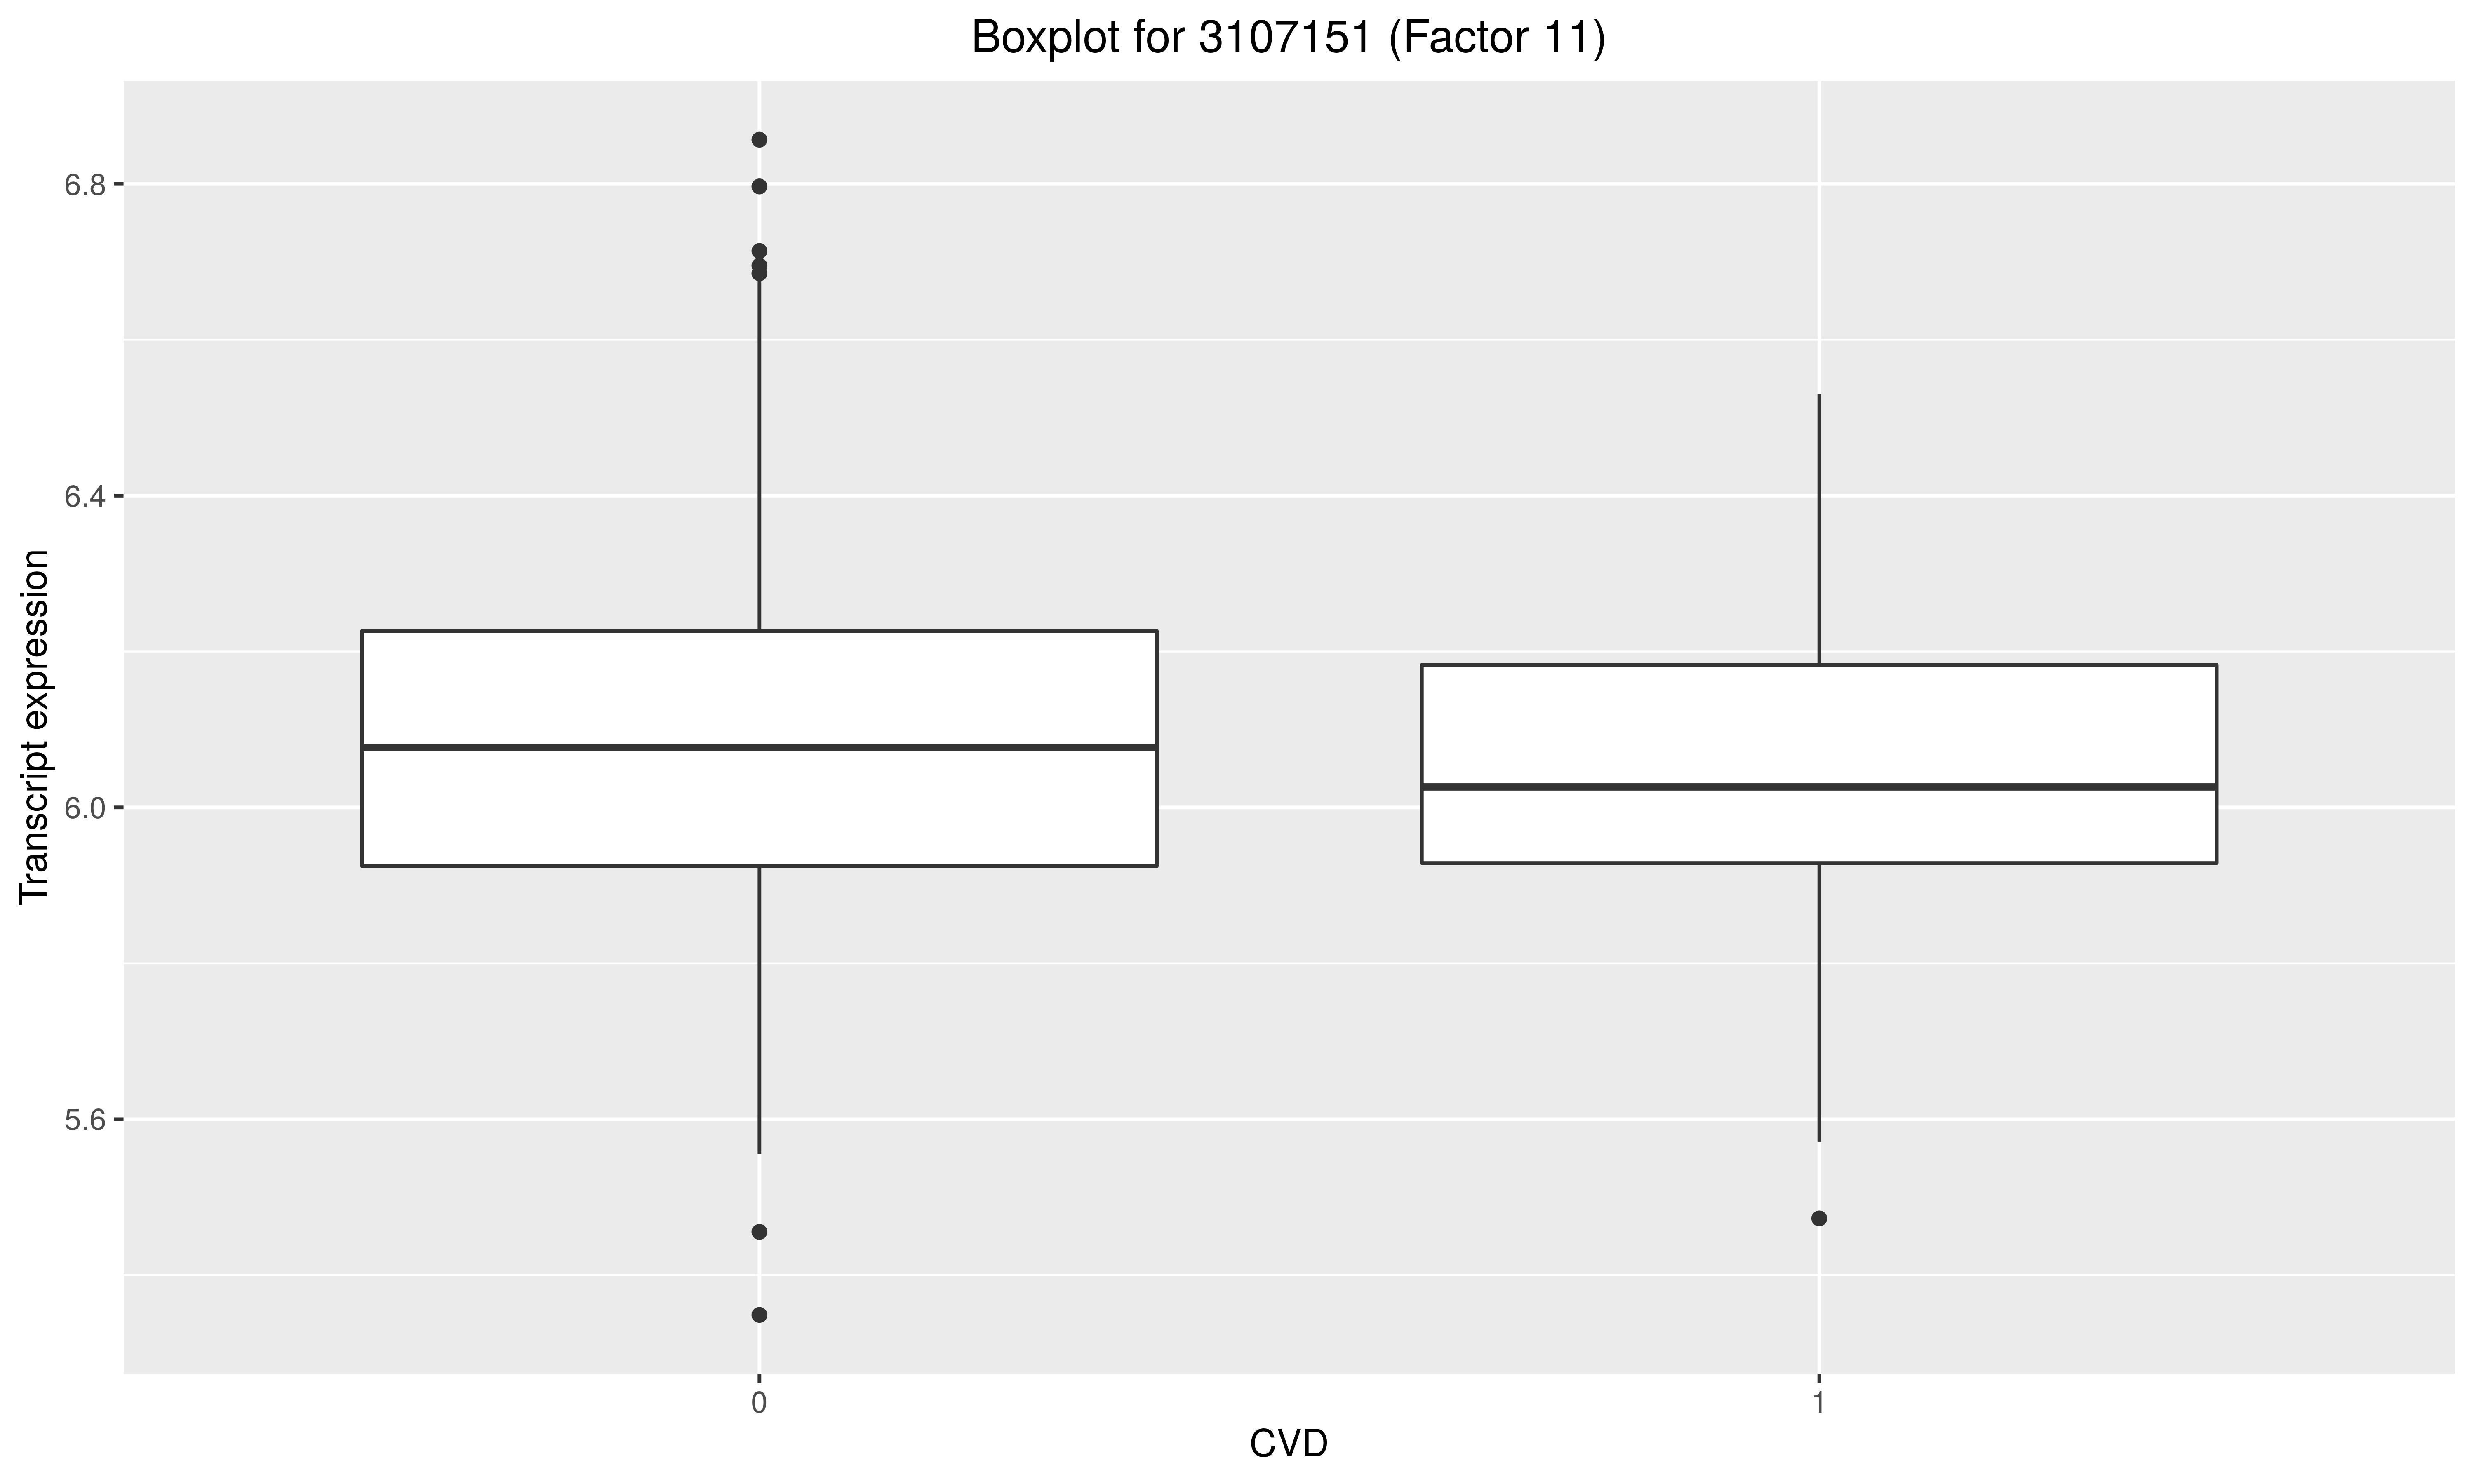 Boxplot for 3107151 (Factor 11)
Transcript expression
6.8
6.4
6.0
5.6
0
1
CVD